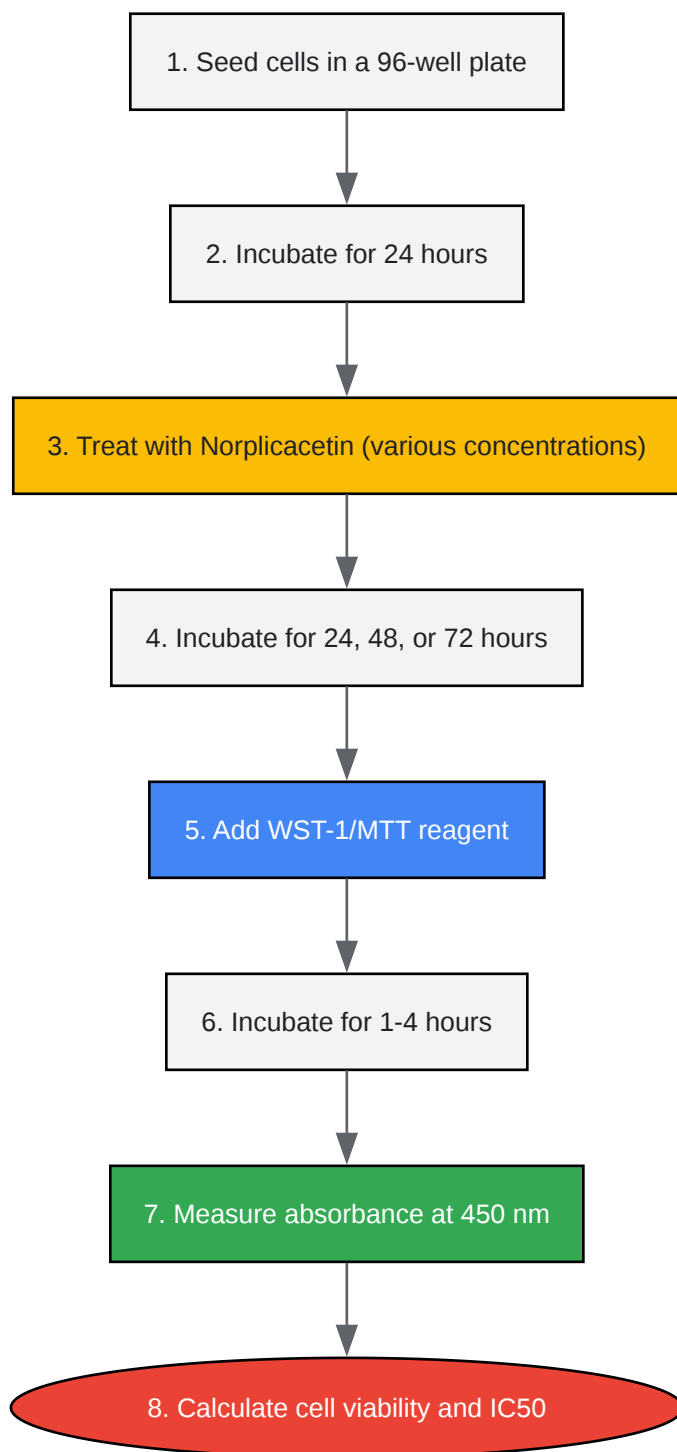 1. Seed cells in a 96-well plate
2. Incubate for 24 hours
3. Treat with Norplicacetin (various concentrations)
4. Incubate for 24, 48, or 72 hours
5. Add WST-1/MTT reagent
6. Incubate for 1-4 hours
7. Measure absorbance at 450 nm
8. Calculate cell viability and IC50